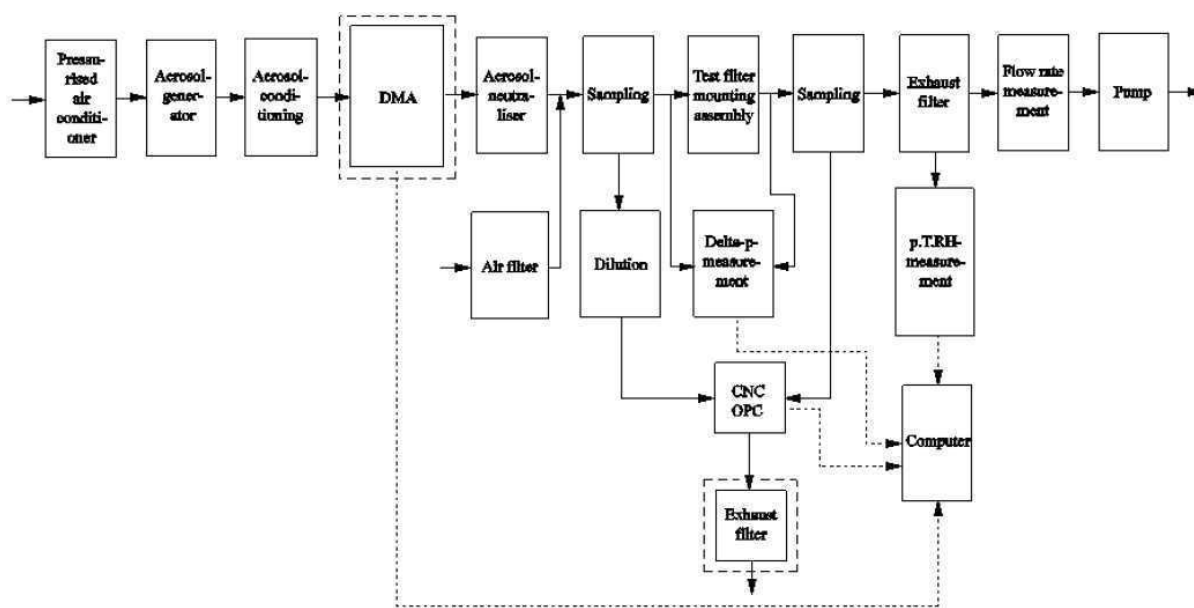 Pressu-
rised
air
conditi-
oner
Aerosol-
gener-
ator
Aerosol-
condi-
tioning
DMA
Aerosol-
neutra-
liser
Sampling
Test filter
mounting
assembly
Sampling
Exhaust
filter
Flow rate
measure-
ment
Pump
Air filter
Dilution
Delta-p-
measure-
ment
p.T.RH-
measure-
ment
CNC
OPC
Computer
Exhaust
filter